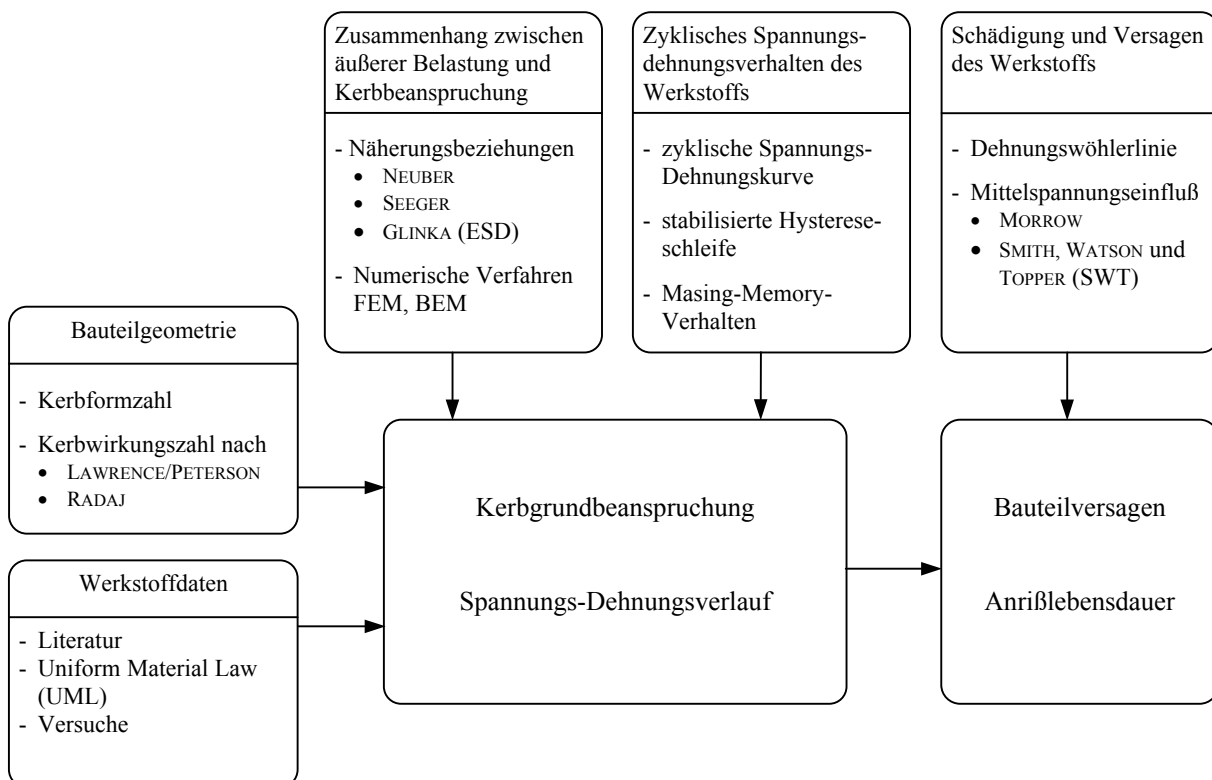 Zusammenhang zwischen
äußerer Belastung und
Kerbbeanspruchung
- Näherungsbeziehungen
• NEUBER
• SEEGER
• GLINKA (ESD)
- Numerische Verfahren
FEM, BEM
Zyklisches Spannungs-
dehnungsverhalten des
Werkstoffs
- zyklische Spannungs-
Dehnungskurve
- stabilisierte Hysterese-
schleife
- Masing-Memory-
Verhalten
Schädigung und Versagen
des Werkstoffs
- Dehnungswöhlerlinie
- Mittelspannungseinfluß
• MORROW
• SMITH, WATSON und
TOPPER (SWT)
Bauteilgeometrie
- Kerbformzahl
- Kerbwirkungszahl nach
• LAWRENCE/PETERSON
• RADAJ
Werkstoffdaten
- Literatur
- Uniform Material Law
(UML)
- Versuche
Kerbgrundbeanspruchung
Spannungs-Dehnungsverlauf
Bauteilversagen
Anrißlebensdauer